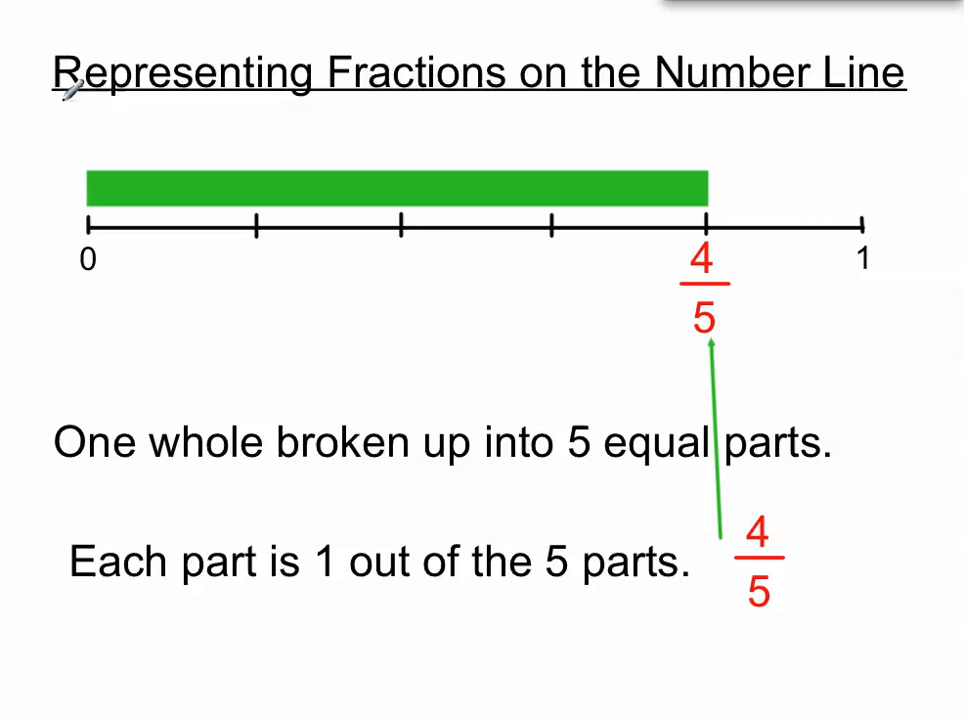 Representing Fractions on the Number Line
0 1
4
5
One whole broken up into 5 equal parts.
Each part is 1 out of the 5 parts.
4
5